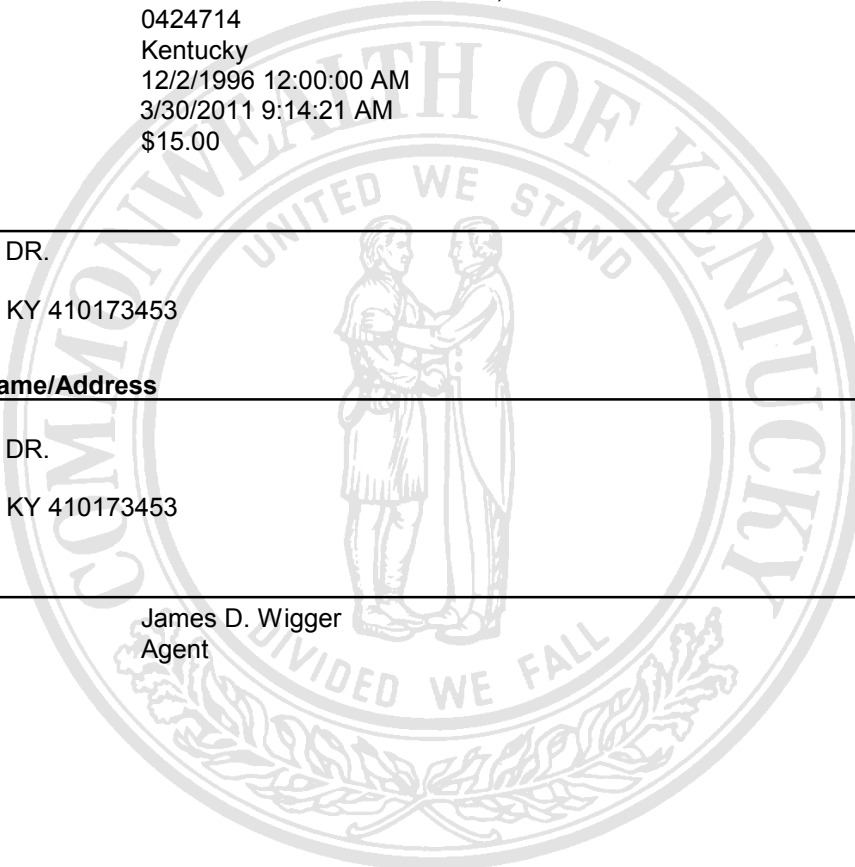 0424714
Kentucky
12/2/1996 12:00:00 AM
3/30/2011 9:14:21 AM
$15.00
COMMONWEALTH OF KENTUCKY
UNITED WE STAND
DR.
KY 410173453
ame/Address
DR.
KY 410173453
James D. Wigger
Agent
DIVIDED WE FALL